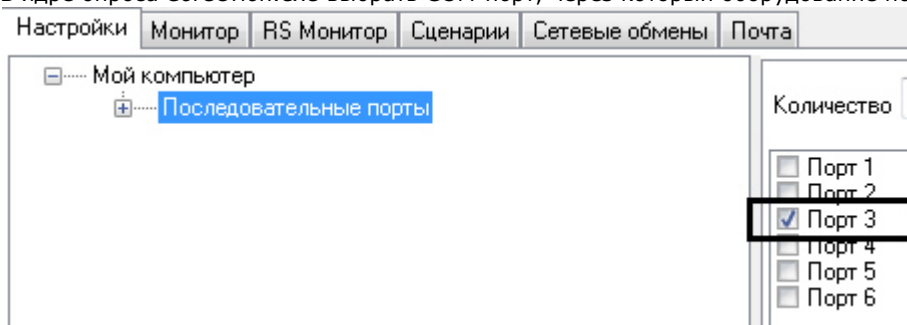 Настройки Монитор RS Монитор Сценарии Сетевые обмены Почта
Мой компьютер
Последовательные порты
Количество
Порт 1
Порт 2
Порт 3
Порт 4
Порт 5
Порт 6